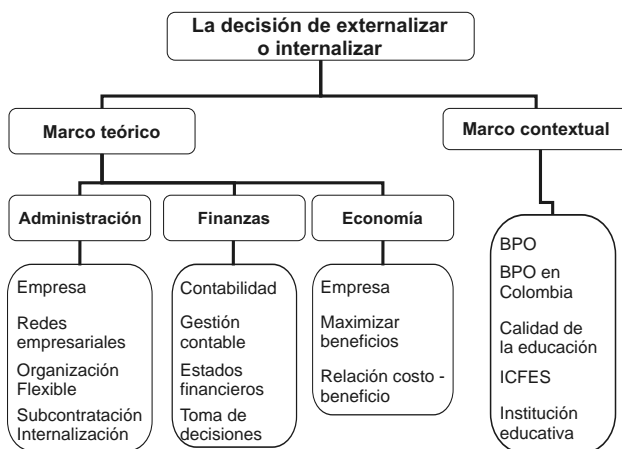 La decisión de externalizar
o internalizar
Marco teórico
Marco contextual
Administración
Finanzas
Economía
Empresa
Redes
empresariales
Organización
Flexible
Subcontratación
Internalización
Contabilidad
Gestión
contable
Estados
financieros
Toma de
decisiones
Empresa
Maximizar
beneficios
Relación costo -
beneficio
BPO
BPO en
Colombia
Calidad de
la educación
ICFES
Institución
educativa